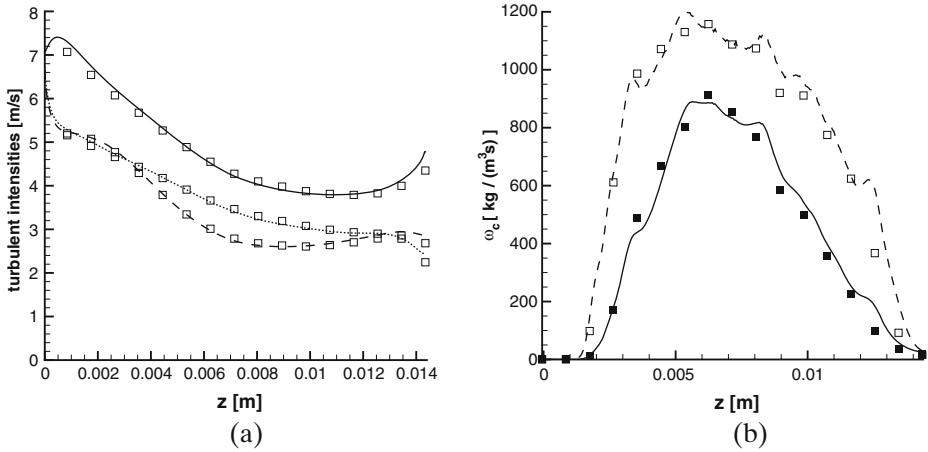 8
7
6
5
4
3
2
1
0
turbulent intensities [m/s]
0 0.002 0.004 0.006 0.008 0.01 0.012 0.014
z [m]
(a)
1200
1000
800
600
400
200
0
ω_c [ kg / (m³s) ]
0 0.005 0.01
z [m]
(b)